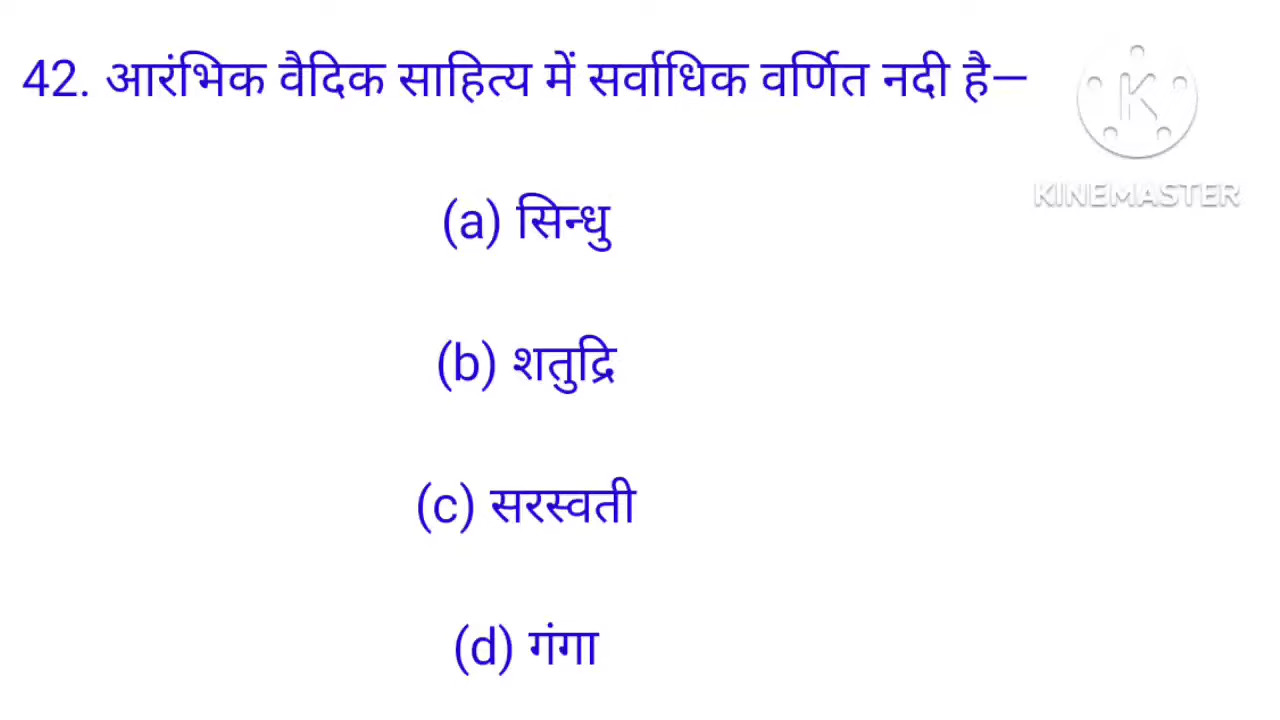 42. आरंभिक वैदिक साहित्य में सर्वाधिक वर्णित नदी है—
K
KINEMASTER
(a) सिन्धु
(b) शतुद्रि
(c) सरस्वती
(d) गंगा